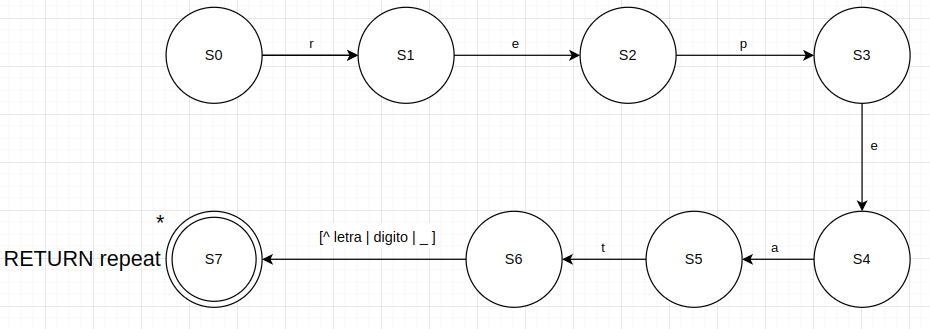 S0
r
S1
e
S2
p
S3
e
S4
a
S5
t
S6
[^ letra | digito | _ ]
S7
*
RETURN repeat